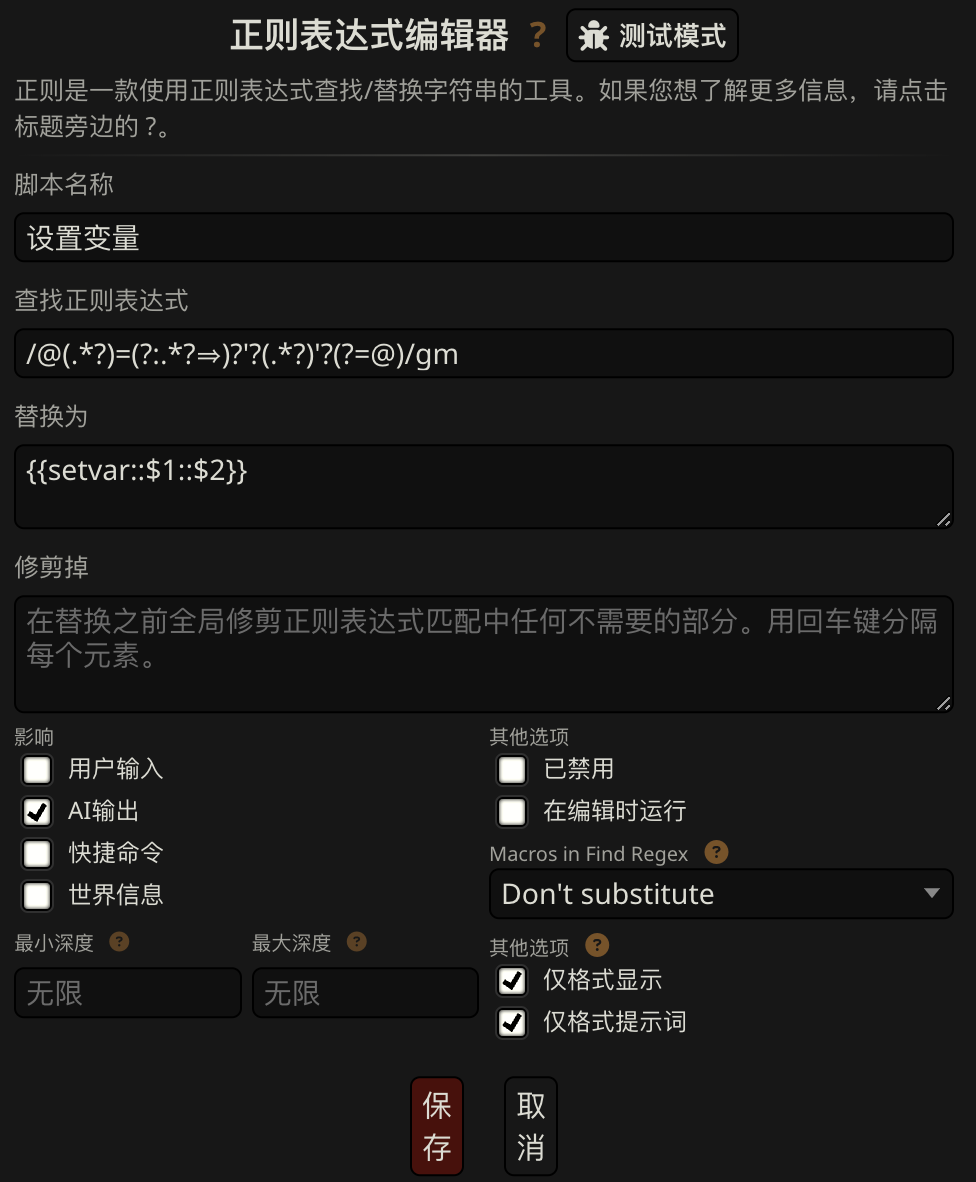 正则表达式编辑器 ? 测试模式
正则是一款使用正则表达式查找/替换字符串的工具。如果您想了解更多信息，请点击
标题旁边的 ?。
脚本名称
设置变量
查找正则表达式
/@(.*?)=(?:.*?⇒)?'?(.*?)'?(?=@)/gm
替换为
{{setvar::$1::$2}}
修剪掉
在替换之前全局修剪正则表达式匹配中任何不需要的部分。用回车键分隔
每个元素。
影响
用户输入
AI输出
快捷命令
世界信息
最小深度 ?
无限
最大深度 ?
无限
其他选项
已禁用
在编辑时运行
Macros in Find Regex ?
Don't substitute
其他选项 ?
仅格式显示
仅格式提示词
保
存
取
消